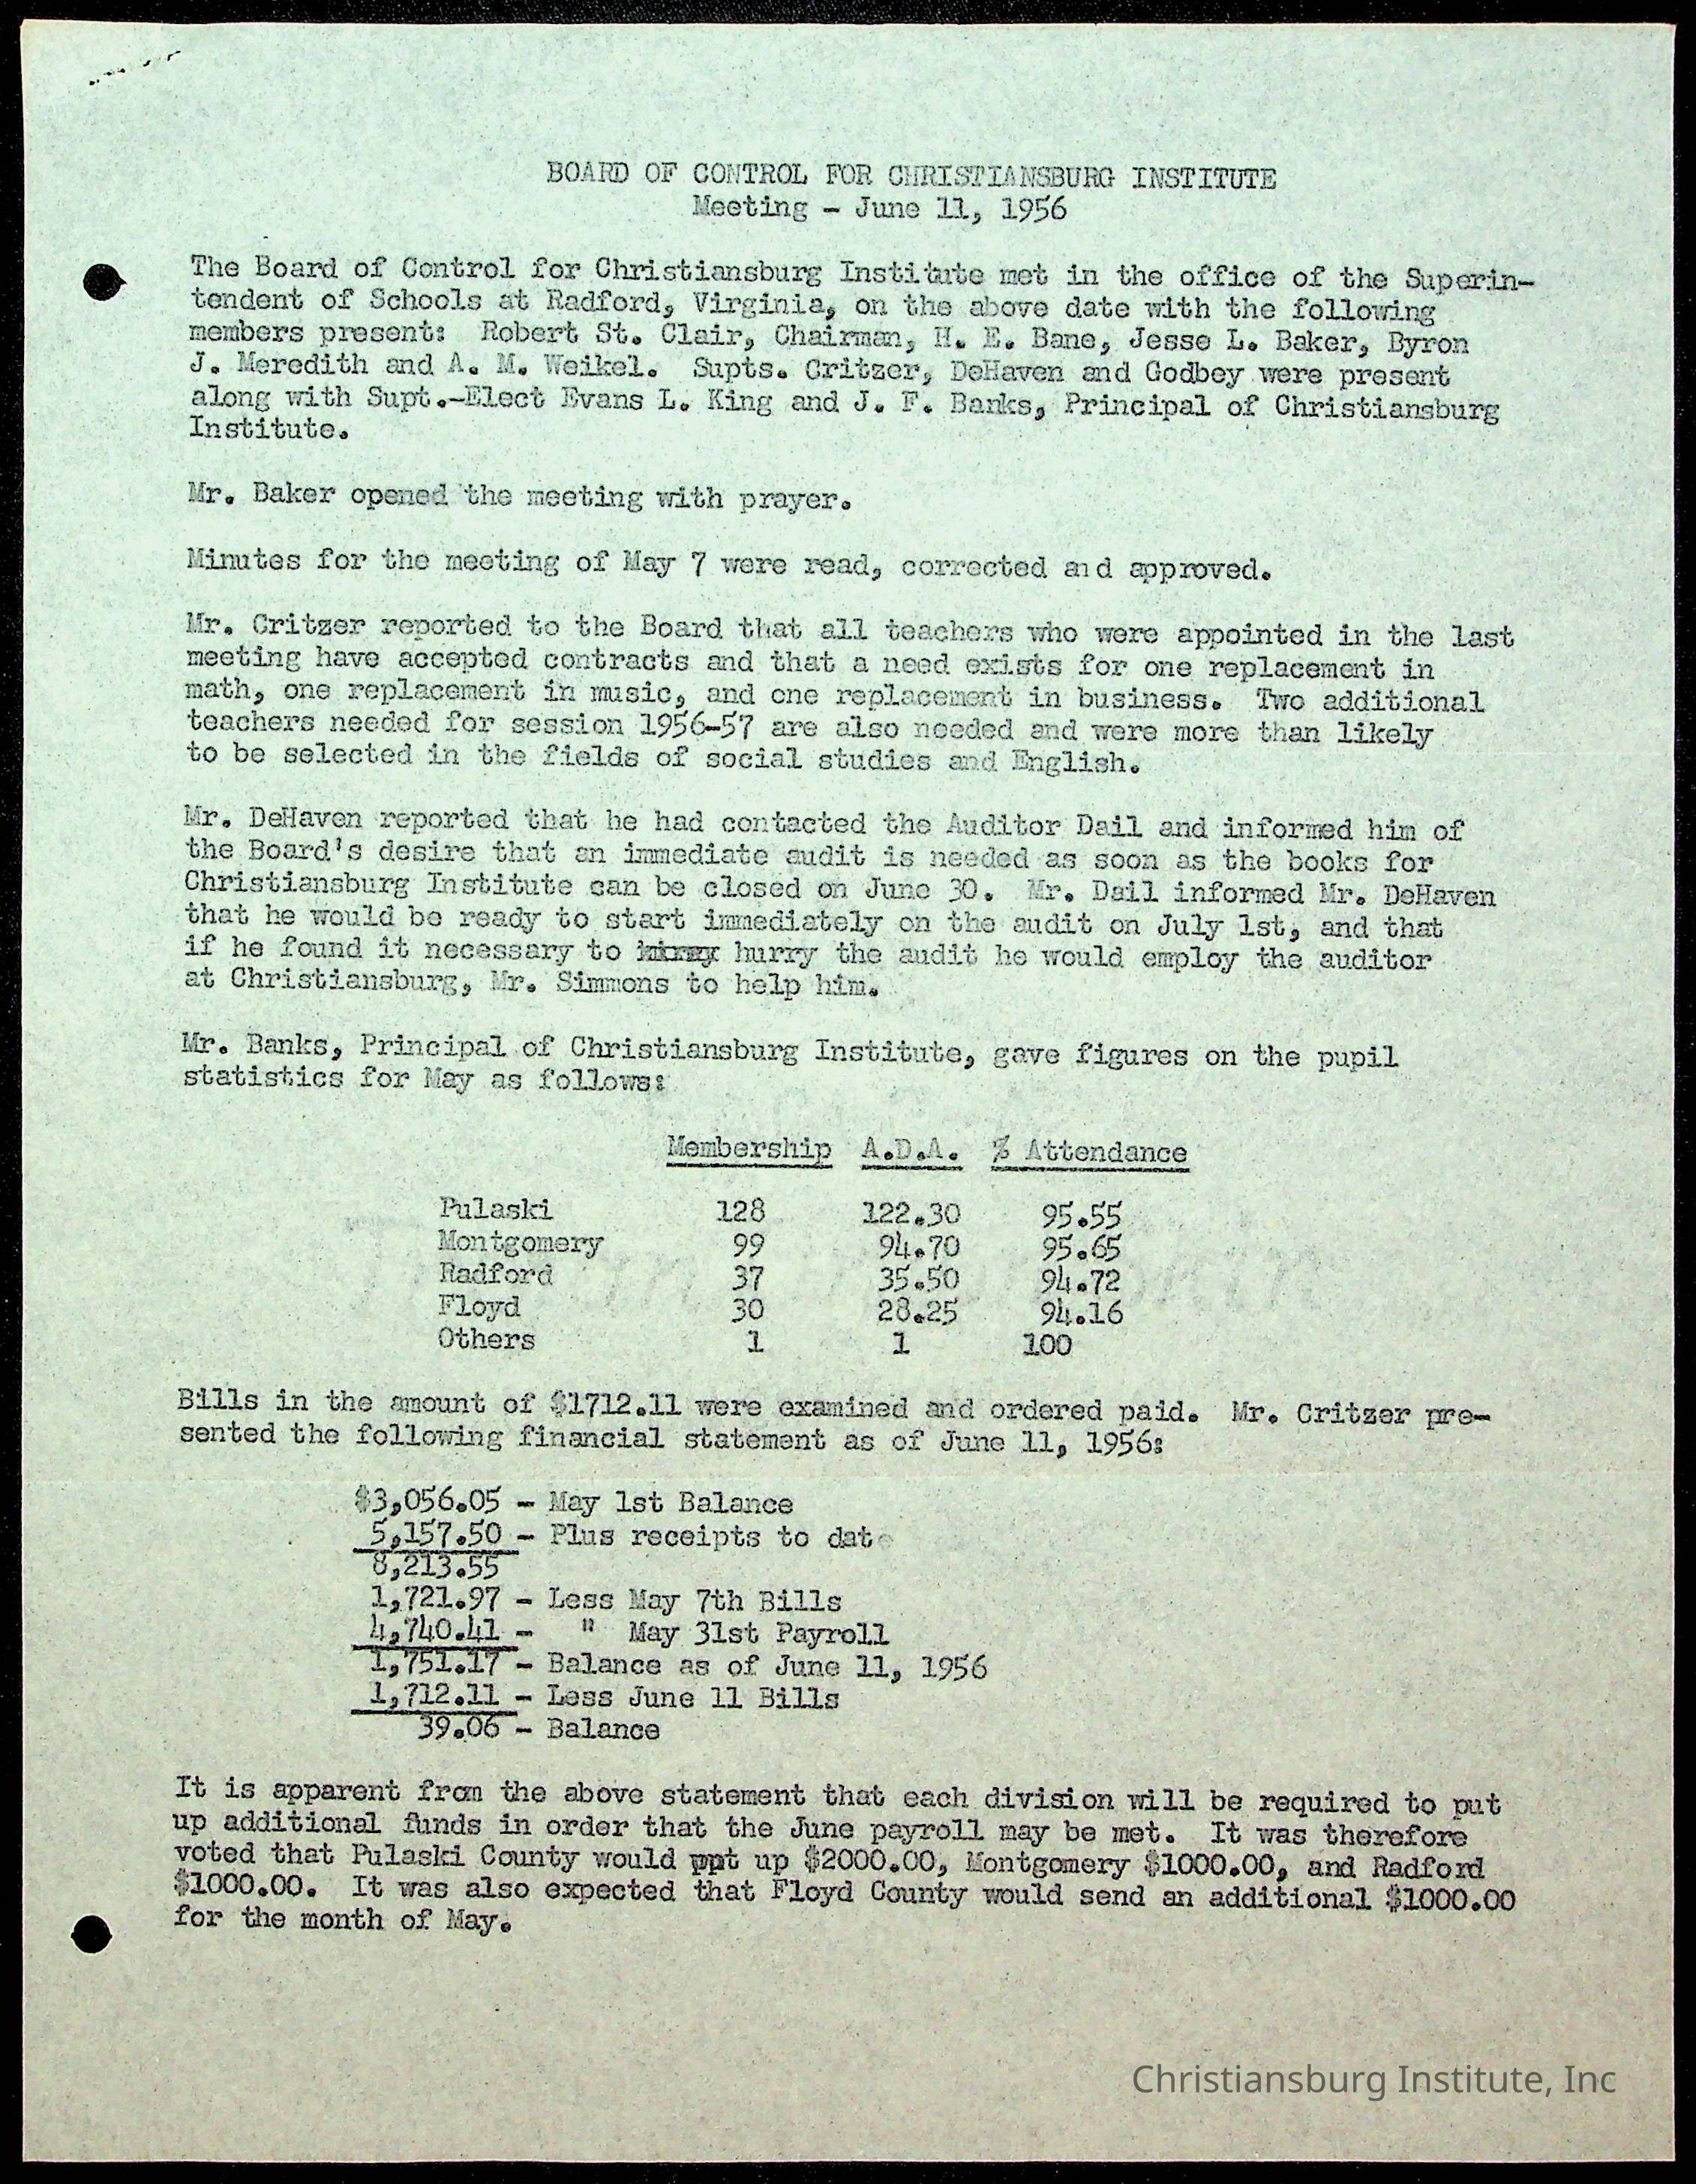 BOARD OF CONTROL FOR CHRISTIANSBURG INSTITUTE
Meeting - June 11, 1956
The Board of Control for Christiansburg Institute met in the office of the Superin-
tendent of Schools at Radford, Virginia, on the above date with the following
members present: Robert St. Clair, Chairman, H. E. Bane, Jesse L. Baker, Byron
J. Meredith and A. M. Weikel. Supts. Critzer, DeHaven and Godbey were present
along with Supt.-Elect Evans L. King and J. F. Banks, Principal of Christiansburg
Institute.
Mr. Baker opened the meeting with prayer.
Minutes for the meeting of May 7 were read, corrected and approved.
Mr. Critzer reported to the Board that all teachers who were appointed in the last
meeting have accepted contracts and that a need exists for one replacement in
math, one replacement in music, and one replacement in business. Two additional
teachers needed for session 1956-57 are also needed and were more than likely
to be selected in the fields of social studies and English.
Mr. DeHaven reported that he had contacted the Auditor Dail and informed him of
the Board's desire that an immediate audit is needed as soon as the books for
Christiansburg Institute can be closed on June 30. Mr. Dail informed Mr. DeHaven
that he would be ready to start immediately on the audit on July 1st, and that
if he found it necessary to hurry the audit he would employ the auditor
at Christiansburg, Mr. Simmons to help him.
Mr. Banks, Principal of Christiansburg Institute, gave figures on the pupil
statistics for May as follows:
Membership A.D.A. % Attendance
Pulaski 128 122.30 95.55
Montgomery 99 94.70 95.65
Radford 37 35.50 94.72
Floyd 30 28.25 94.16
Others 1 1 100
Bills in the amount of $1712.11 were examined and ordered paid. Mr. Critzer pre-
sented the following financial statement as of June 11, 1956:
$3,056.05 - May 1st Balance
5,157.50 - Plus receipts to date
8,213.55
1,721.97 - Less May 7th Bills
4,740.41 - " May 31st Payroll
1,751.17 - Balance as of June 11, 1956
1,712.11 - Less June 11 Bills
39.06 - Balance
It is apparent from the above statement that each division will be required to put
up additional funds in order that the June payroll may be met. It was therefore
voted that Pulaski County would put up $2000.00, Montgomery $1000.00, and Radford
$1000.00. It was also expected that Floyd County would send an additional $1000.00
for the month of May.
Christiansburg Institute, Inc